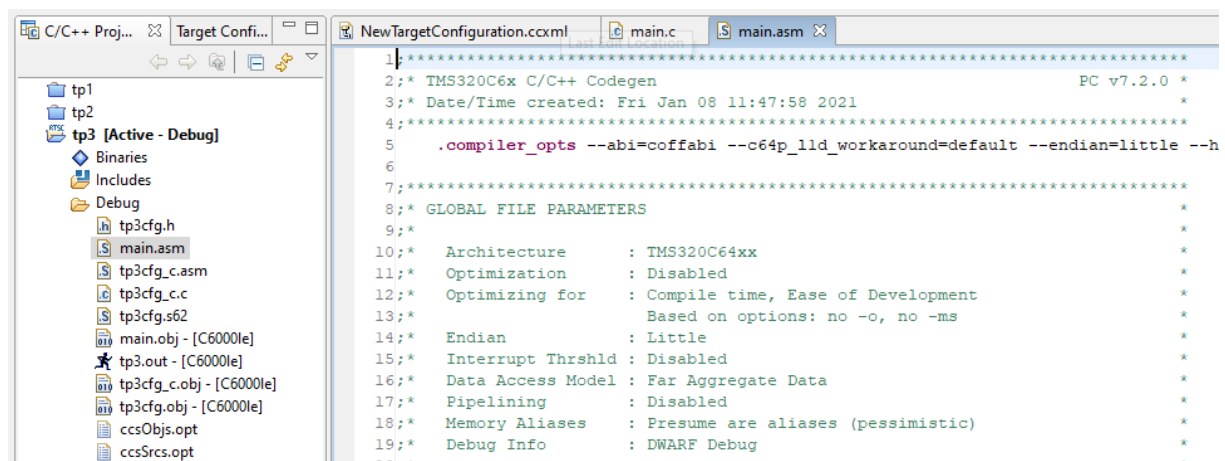 C/C++ Proj... Target Confi...
tp1
tp2
RTSC tp3 [Active - Debug]
Binaries
Includes
Debug
.h tp3cfg.h
.S main.asm
.S tp3cfg_c.asm
.c tp3cfg_c.c
.S tp3cfg.s62
010 main.obj - [C6000le]
tp3.out - [C6000le]
010 tp3cfg_c.obj - [C6000le]
010 tp3cfg.obj - [C6000le]
ccsObjs.opt
ccsSrcs.opt
NewTargetConfiguration.ccxml .c main.c .S main.asm
Last Edit Location
1;******************************************************************************
2;* TMS320C6x C/C++ Codegen PC v7.2.0 *
3;* Date/Time created: Fri Jan 08 11:47:58 2021 *
4;******************************************************************************
5 .compiler_opts --abi=coffabi --c64p_lld_workaround=default --endian=little --h
6
7;******************************************************************************
8;* GLOBAL FILE PARAMETERS *
9;* *
10;* Architecture : TMS320C64xx *
11;* Optimization : Disabled *
12;* Optimizing for : Compile time, Ease of Development *
13;* Based on options: no -o, no -ms *
14;* Endian : Little *
15;* Interrupt Thrshld : Disabled *
16;* Data Access Model : Far Aggregate Data *
17;* Pipelining : Disabled *
18;* Memory Aliases : Presume are aliases (pessimistic) *
19;* Debug Info : DWARF Debug *